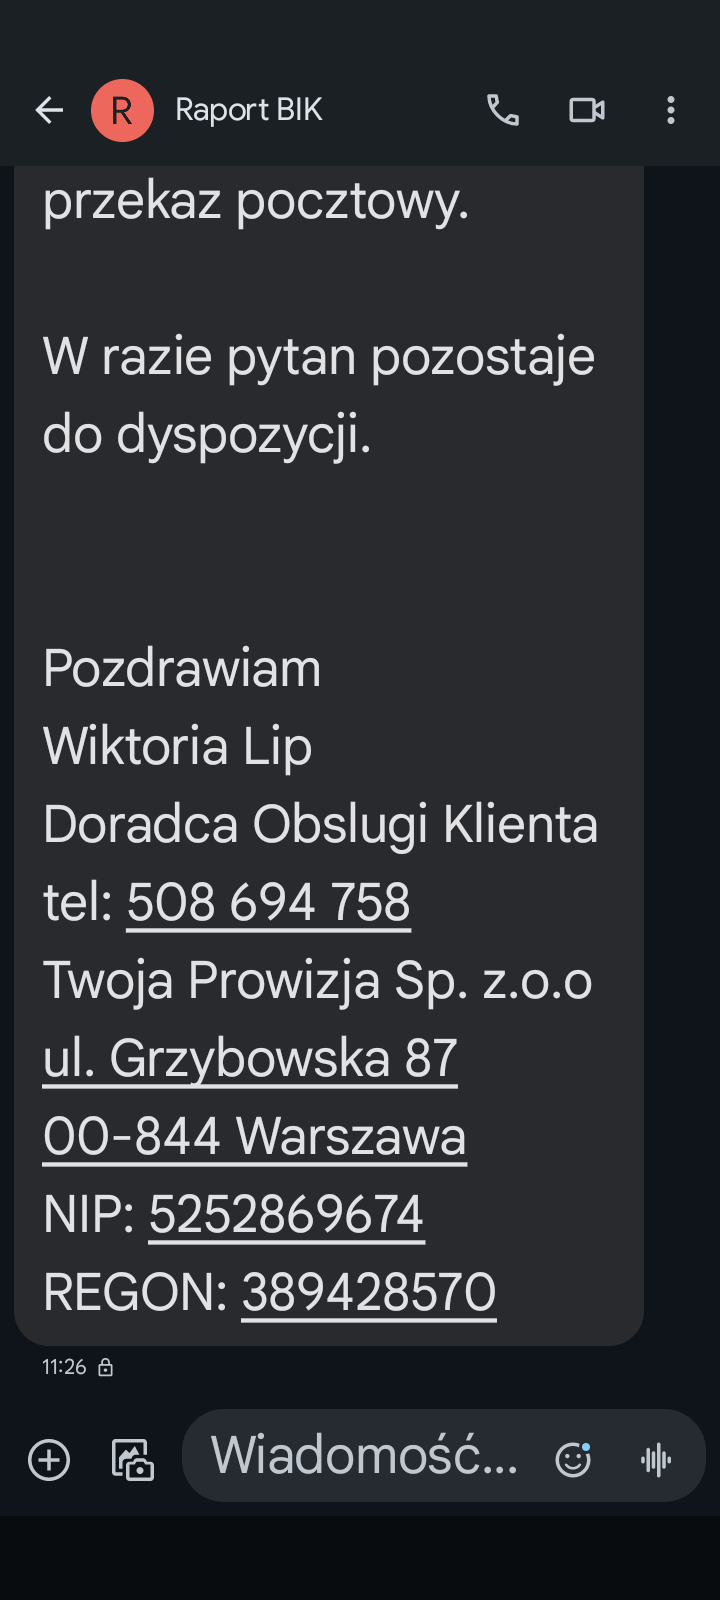 R Raport BIK
przekaz pocztowy.
W razie pytan pozostaje
do dyspozycji.
Pozdrawiam
Wiktoria Lip
Doradca Obslugi Klienta
tel: 508 694 758
Twoja Prowizja Sp. z.o.o
ul. Grzybowska 87
00-844 Warszawa
NIP: 5252869674
REGON: 389428570
11:26
Wiadomość...